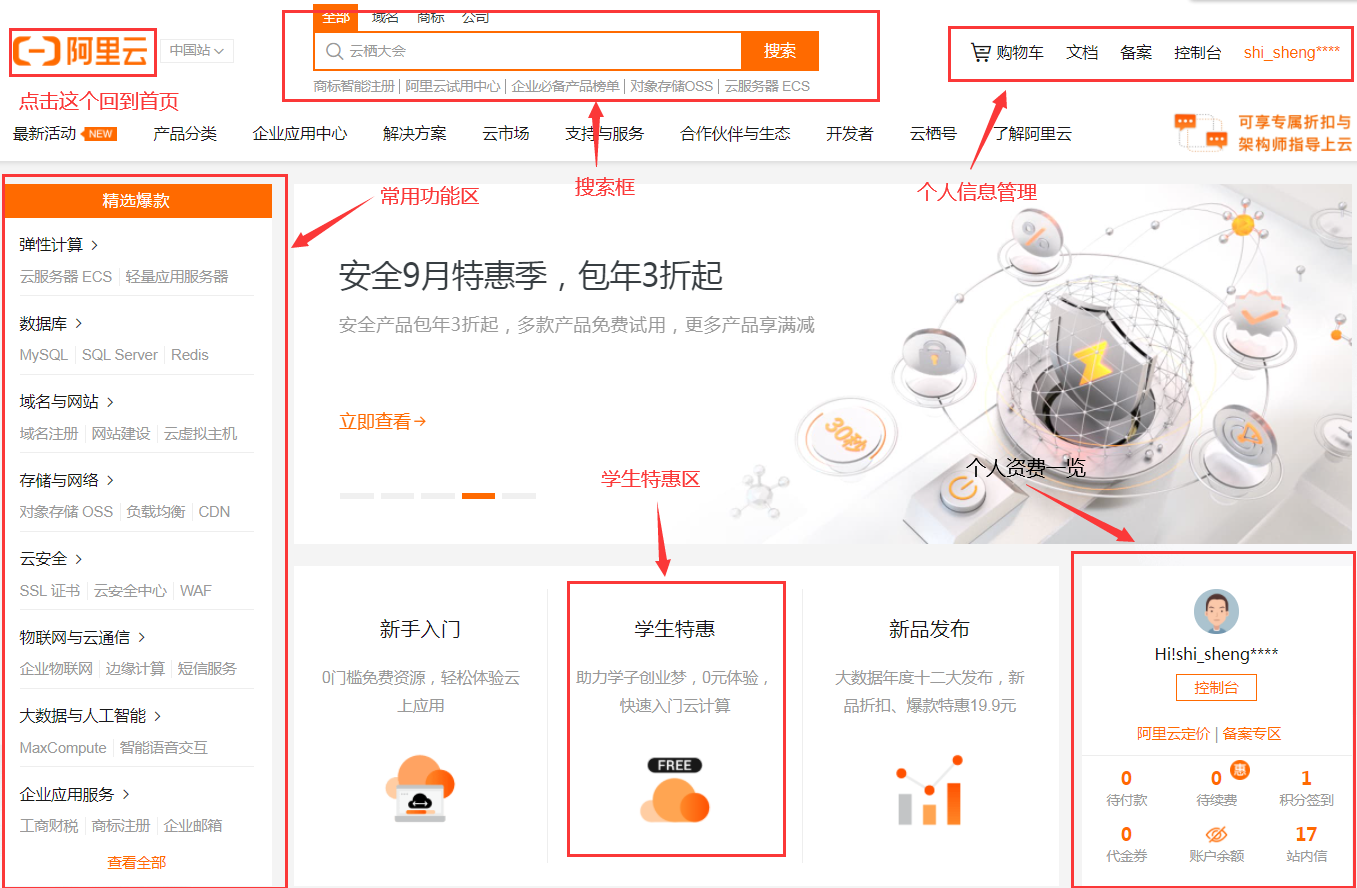 全部 域名 商标 公司
阿里云 中国站
云栖大会 搜索
购物车 文档 备案 控制台 shi_sheng****
商标智能注册 | 阿里云试用中心 | 企业必备产品榜单 | 对象存储OSS | 云服务器 ECS
点击这个回到首页
最新活动 NEW 产品分类 企业应用中心 解决方案 云市场 支持与服务 合作伙伴与生态 开发者 云栖号 了解阿里云
可享专属折扣与
架构师指导上云
搜索框
个人信息管理
常用功能区
精选爆款
弹性计算
云服务器 ECS 轻量应用服务器
数据库
MySQL SQL Server Redis
域名与网站
域名注册 网站建设 云虚拟主机
存储与网络
对象存储 OSS 负载均衡 CDN
云安全
SSL 证书 云安全中心 WAF
物联网与云通信
企业物联网 边缘计算 短信服务
大数据与人工智能
MaxCompute 智能语音交互
企业应用服务
工商财税 商标注册 企业邮箱
查看全部
安全9月特惠季，包年3折起
安全产品包年3折起，多款产品免费试用，更多产品享满减
立即查看
30秒
学生特惠区
个人资费一览
新手入门
0门槛免费资源，轻松体验云
上应用
学生特惠
助力学子创业梦，0元体验，
快速入门云计算
FREE
新品发布
大数据年度十二大发布，新
品折扣、爆款特惠19.9元
Hi!shi_sheng****
控制台
阿里云定价 | 备案专区
0 0 惠 1
待付款 待续费 积分签到
0 17
代金券 账户余额 站内信